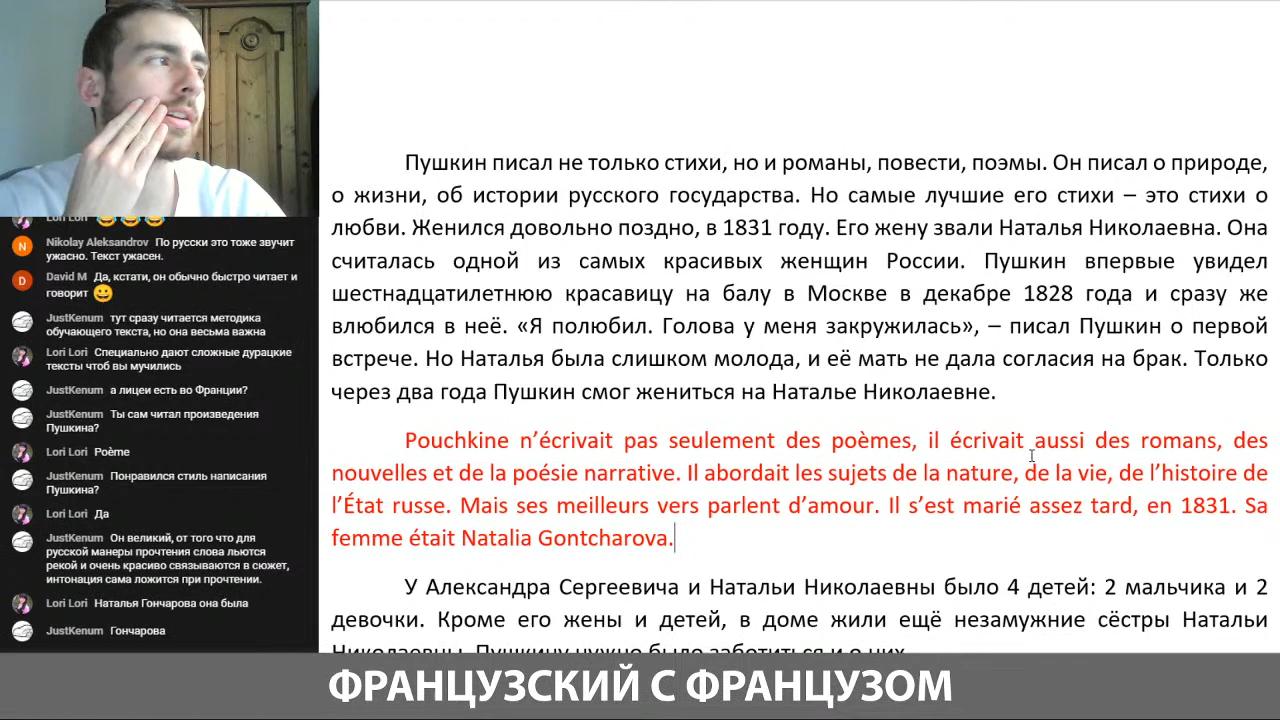 Lori Lori
Nikolay Aleksandrov По русски это тоже звучит
ужасно. Текст ужасен.
David M Да, кстати, он обычно быстро читает и
говорит
JustKenum тут сразу читается методика
обучающего текста, но она весьма важна
Lori Lori Специально дают сложные дурацкие
тексты чтоб вы мучились
JustKenum а лицеи есть во Франции?
JustKenum Ты сам читал произведения
Пушкина?
Lori Lori Poème
JustKenum Понравился стиль написания
Пушкина?
Lori Lori Да
JustKenum Он великий, от того что для
русской манеры прочтения слова льются
рекой и очень красиво связываются в сюжет,
интонация сама ложится при прочтении.
Lori Lori Наталья Гончарова она была
JustKenum Гончарова
Пушкин писал не только стихи, но и романы, повести, поэмы. Он писал о природе,
о жизни, об истории русского государства. Но самые лучшие его стихи – это стихи о
любви. Женился довольно поздно, в 1831 году. Его жену звали Наталья Николаевна. Она
считалась одной из самых красивых женщин России. Пушкин впервые увидел
шестнадцатилетнюю красавицу на балу в Москве в декабре 1828 года и сразу же
влюбился в неё. «Я полюбил. Голова у меня закружилась», – писал Пушкин о первой
встрече. Но Наталья была слишком молода, и её мать не дала согласия на брак. Только
через два года Пушкин смог жениться на Наталье Николаевне.
Pouchkine n’écrivait pas seulement des poèmes, il écrivait aussi des romans, des
nouvelles et de la poésie narrative. Il abordait les sujets de la nature, de la vie, de l’histoire de
l’État russe. Mais ses meilleurs vers parlent d’amour. Il s’est marié assez tard, en 1831. Sa
femme était Natalia Gontcharova.
У Александра Сергеевича и Натальи Николаевны было 4 детей: 2 мальчика и 2
девочки. Кроме его жены и детей, в доме жили ещё незамужние сёстры Натальи
Николаевны. Пушкину нужно было заботиться и о них.
ФРАНЦУЗСКИЙ С ФРАНЦУЗОМ